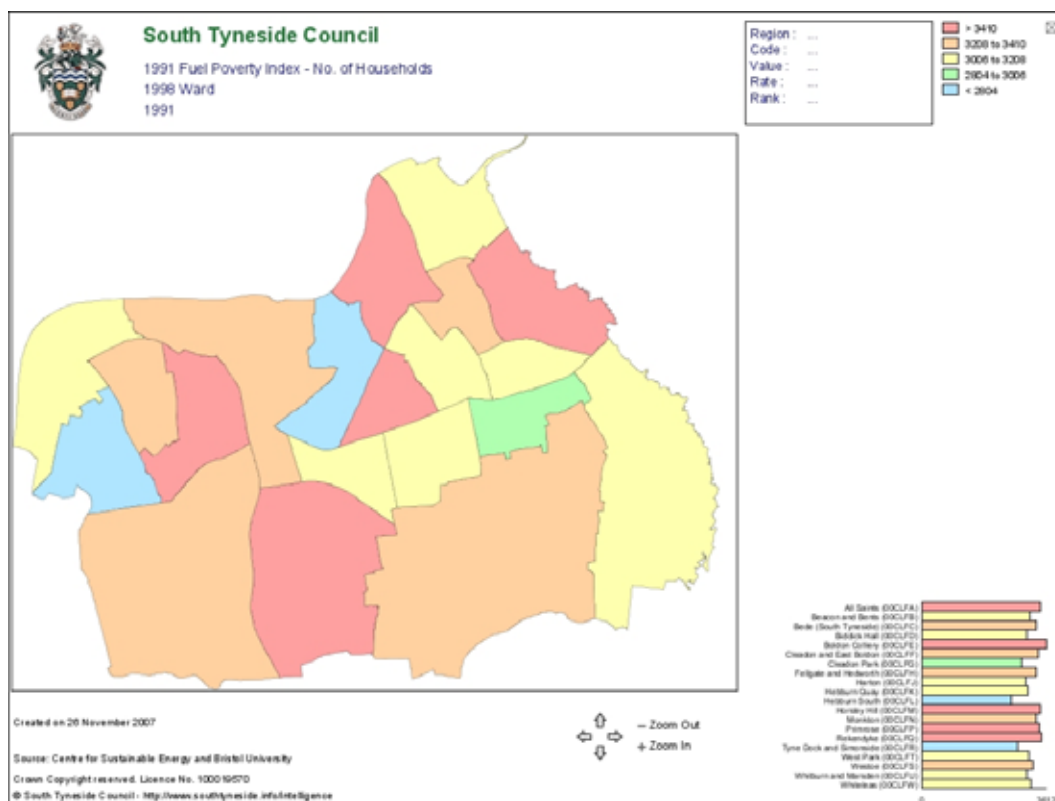 South Tyneside Council
1991 Fuel Poverty Index - No. of Households
1998 Ward
1991
Region : ...
Code : ...
Value : ...
Rate : ...
Rank : ...
> 3410
3208 to 3410
3006 to 3208
2804 to 3006
< 2804
All Saints (00CLFA)
Beacon and Bents (00CLFB)
Bede (South Tyneside) (00CLFC)
Biddick Hall (00CLFD)
Boldon Colliery (00CLFE)
Cleadon and East Boldon (00CLFF)
Cleadon Park (00CLFG)
Fellgate and Hedworth (00CLFH)
Harton (00CLFJ)
Hebburn Quay (00CLFK)
Hebburn South (00CLFL)
Horsley Hill (00CLFM)
Monkton (00CLFN)
Primrose (00CLFP)
Rekendyke (00CLFQ)
Tyne Dock and Simonside (00CLFR)
West Park (00CLFT)
Westoe (00CLFS)
Whitburn and Marsden (00CLFU)
Whiteleas (00CLFW)
0
Created on 26 November 2007
− Zoom Out
+ Zoom In
Source: Centre for Sustainable Energy and Bristol University
Crown Copyright reserved. Licence No. 100019570
© South Tyneside Council - http://www.southtyneside.info/intelligence